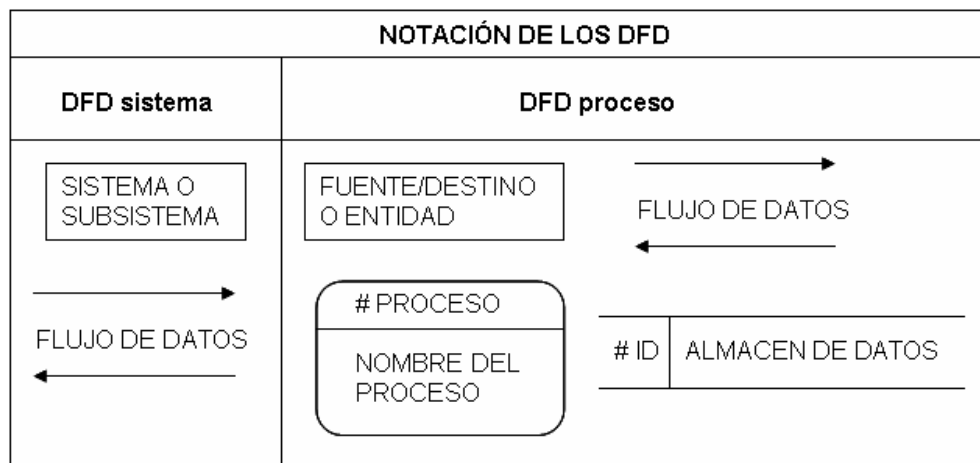 NOTACIÓN DE LOS DFD
DFD sistema
DFD proceso
SISTEMA O
SUBSISTEMA
FLUJO DE DATOS
FUENTE/DESTINO
O ENTIDAD
FLUJO DE DATOS
# PROCESO
NOMBRE DEL
PROCESO
# ID ALMACEN DE DATOS